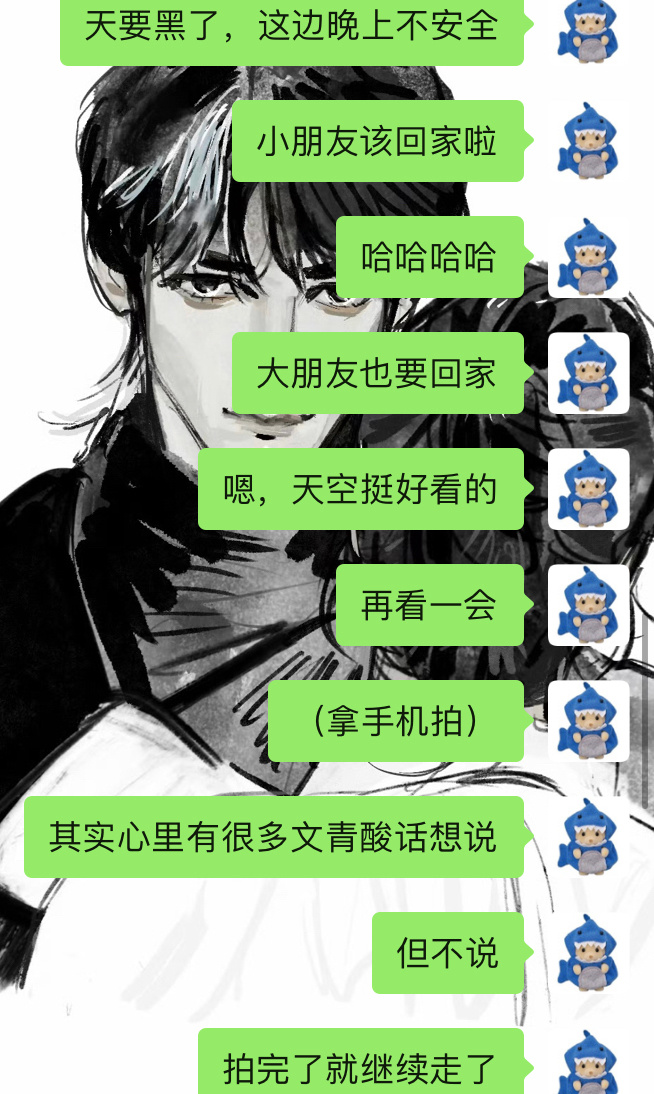 天要黑了，这边晚上不安全
小朋友该回家啦
哈哈哈哈
大朋友也要回家
嗯，天空挺好看的
再看一会
（拿手机拍）
其实心里有很多文青酸话想说
但不说
拍完了就继续走了